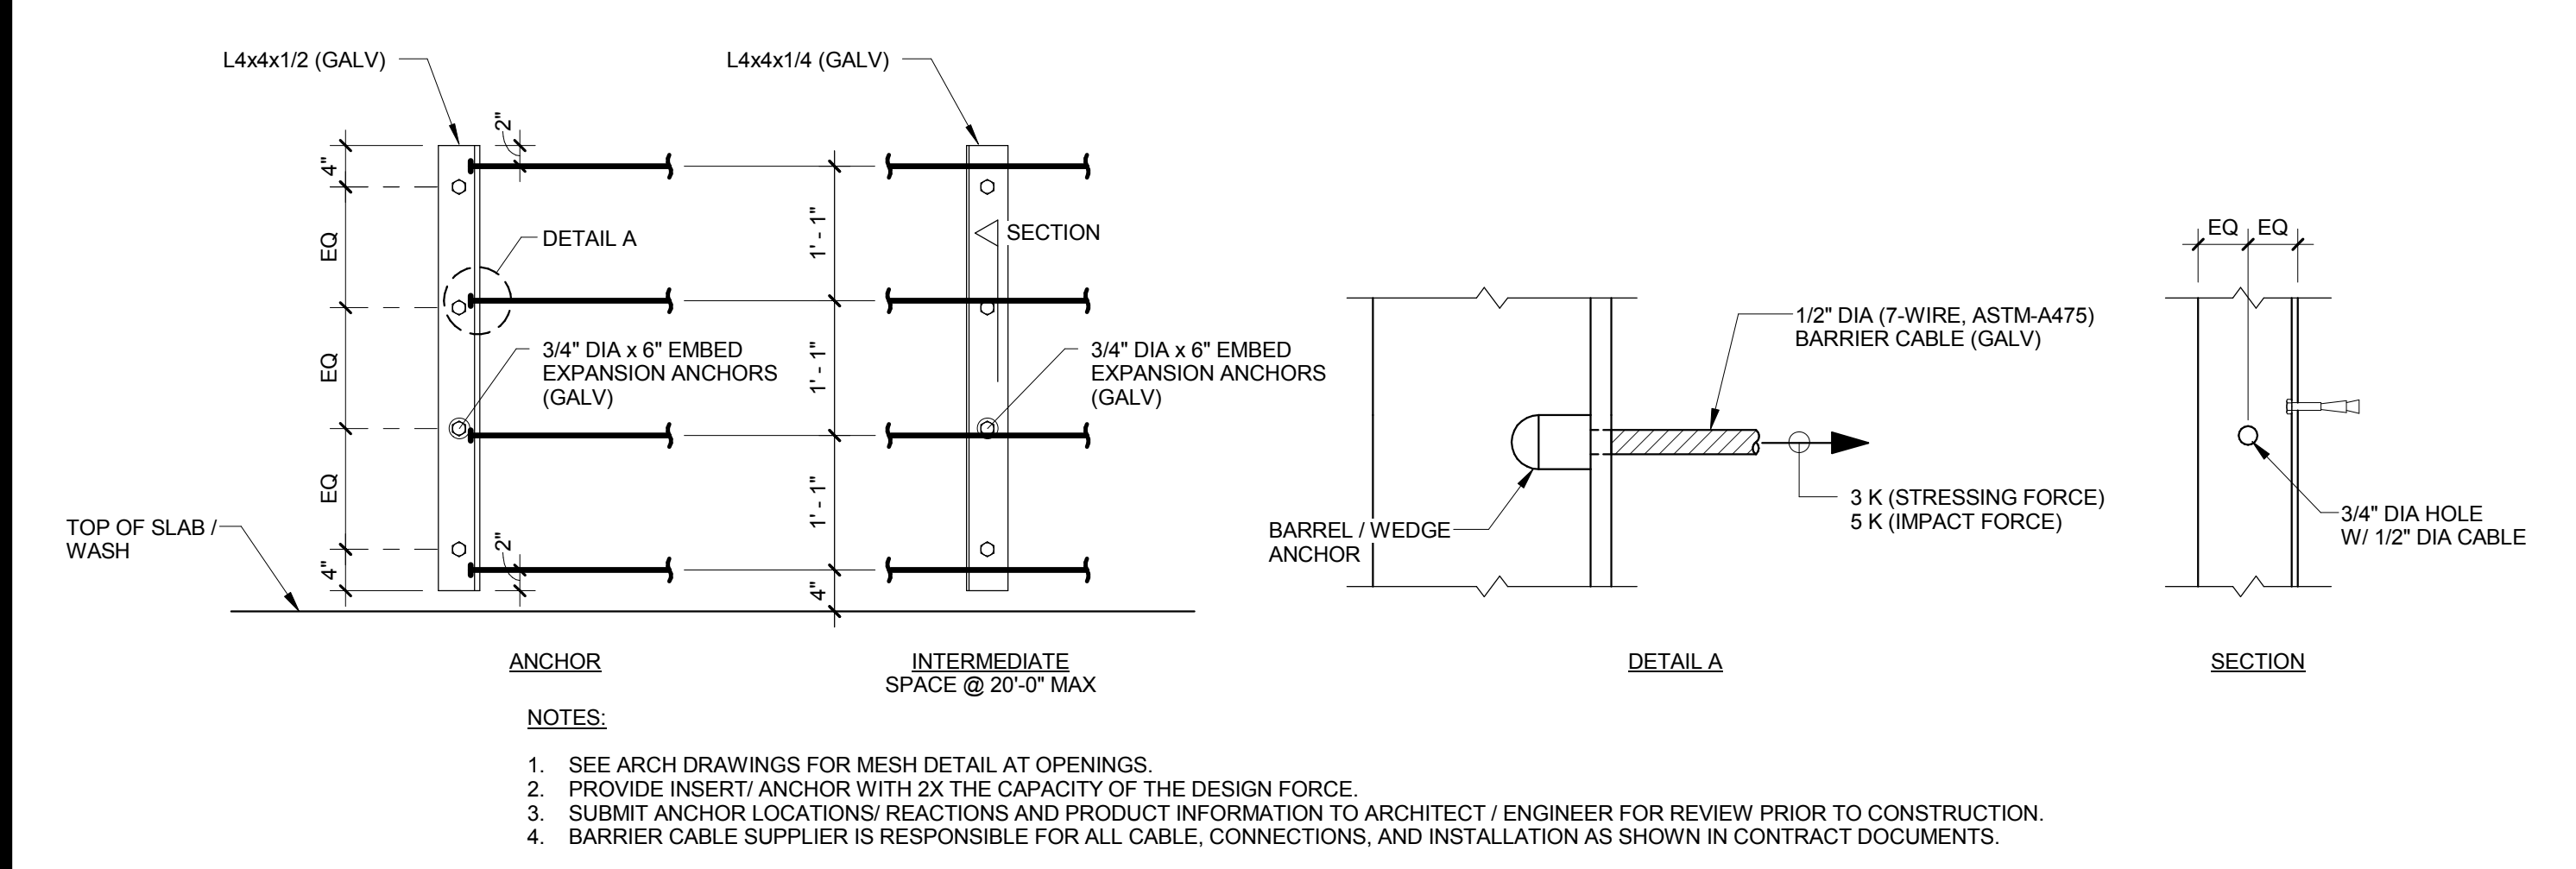 L4x4x1/2 (GALV)
L4x4x1/4 (GALV)
2"
4"
EQ
EQ
EQ
4"
2"
DETAIL A
3/4" DIA x 6" EMBED
EXPANSION ANCHORS
(GALV)
TOP OF SLAB /
WASH
1' - 1"
1' - 1"
1' - 1"
4"
SECTION
3/4" DIA x 6" EMBED
EXPANSION ANCHORS
(GALV)
ANCHOR
INTERMEDIATE
SPACE @ 20'-0" MAX
1/2" DIA (7-WIRE, ASTM-A475)
BARRIER CABLE (GALV)
3 K (STRESSING FORCE)
5 K (IMPACT FORCE)
BARREL / WEDGE
ANCHOR
DETAIL A
EQ EQ
3/4" DIA HOLE
W/ 1/2" DIA CABLE
SECTION
NOTES:
1. SEE ARCH DRAWINGS FOR MESH DETAIL AT OPENINGS.
2. PROVIDE INSERT/ ANCHOR WITH 2X THE CAPACITY OF THE DESIGN FORCE.
3. SUBMIT ANCHOR LOCATIONS/ REACTIONS AND PRODUCT INFORMATION TO ARCHITECT / ENGINEER FOR REVIEW PRIOR TO CONSTRUCTION.
4. BARRIER CABLE SUPPLIER IS RESPONSIBLE FOR ALL CABLE, CONNECTIONS, AND INSTALLATION AS SHOWN IN CONTRACT DOCUMENTS.